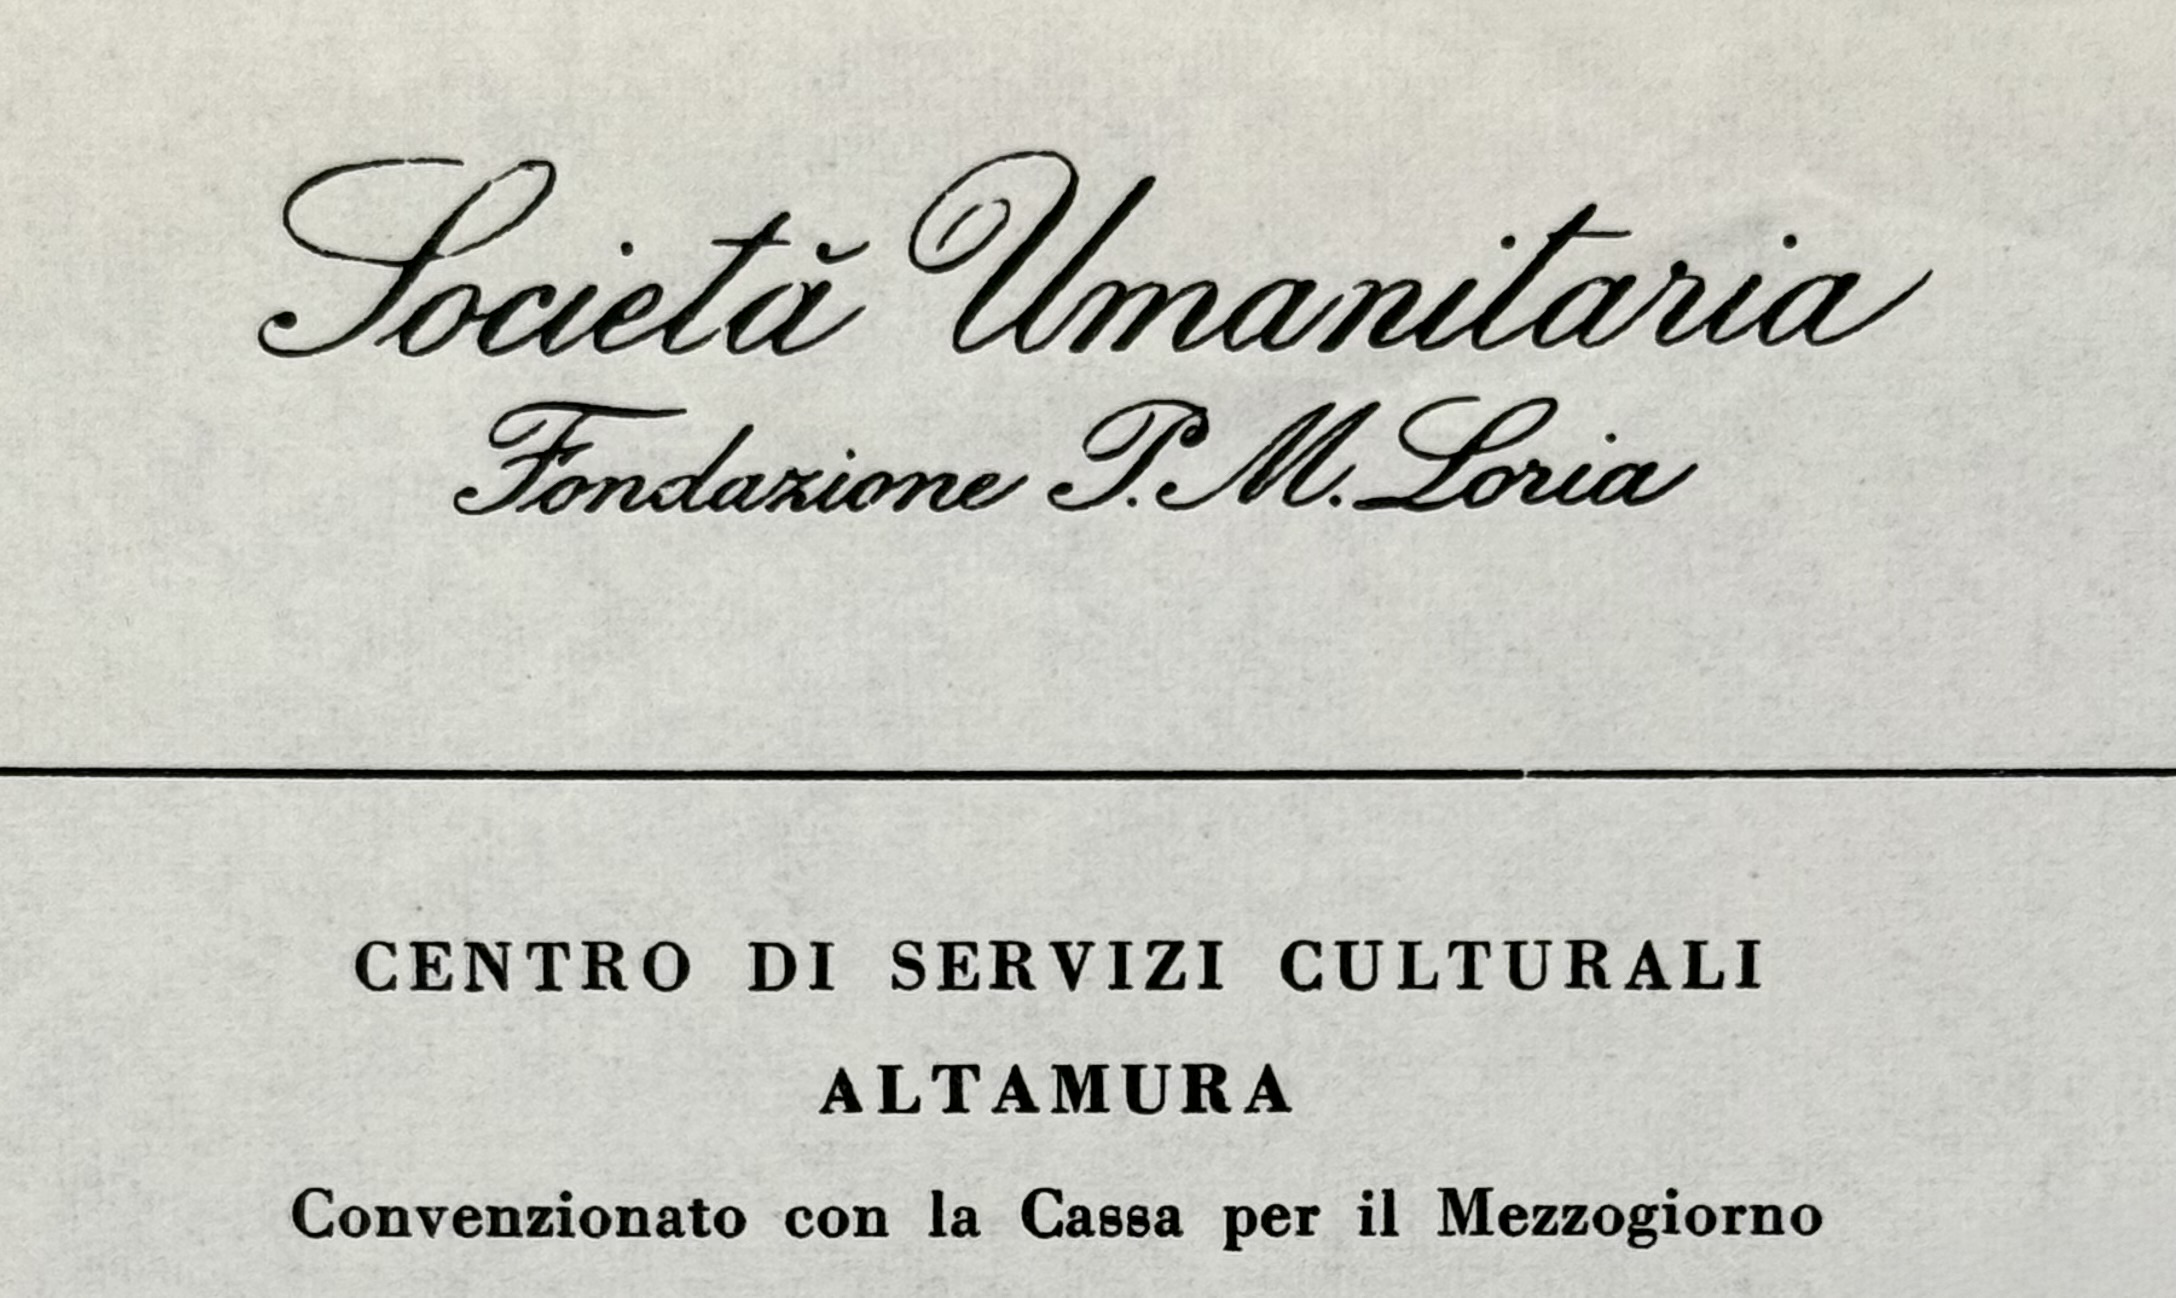 Società Umanitaria
Fondazione P. M. Loria
CENTRO DI SERVIZI CULTURALI
ALTAMURA
Convenzionato con la Cassa per il Mezzogiorno